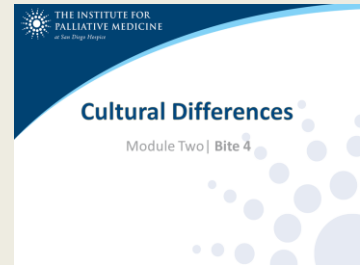 THE INSTITUTE FOR
PALLIATIVE MEDICINE
at San Diego Hospice
Cultural Differences
Module Two| Bite 4